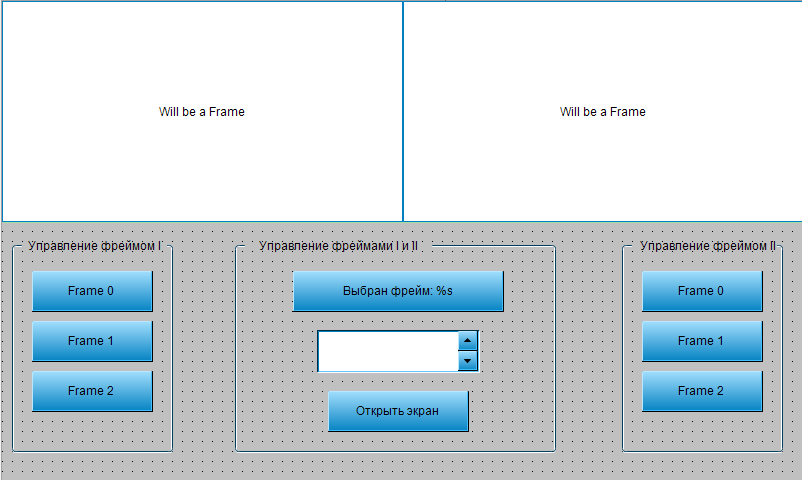 Will be a Frame
Will be a Frame
Управление фреймом I
Frame 0
Frame 1
Frame 2
Управление фреймами I и II
Выбран фрейм: %s
Открыть экран
Управление фреймом II
Frame 0
Frame 1
Frame 2